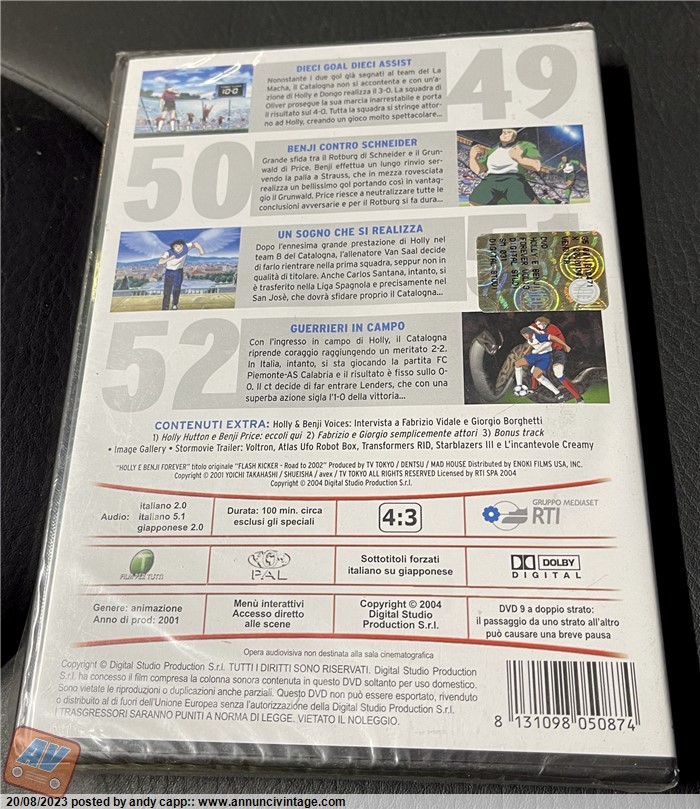 49
DIECI GOAL DIECI ASSIST
Nonostante i due gol già segnati al team del La
Macha, il Catalogna non si accontenta e con un'a-
zione di Holly e Dongo realizza il 3-0. La squadra di
Oliver prosegue la sua marcia inarrestabile e porta
il risultato sul 4-0. Tutta la squadra si stringe attor-
no ad Holly, creando un gioco molto spettacolare...
10-0
50
BENJI CONTRO SCHNEIDER
Grande sfida tra il Rotburg di Schneider e il Grun-
wald di Price. Benji effettua un lungo rinvio ser-
vendo la palla a Strauss, che in mezza rovesciata
realizza un bellissimo gol portando così in vantag-
gio il Grunwald. Price riesce a neutralizzare tutte le
conclusioni avversarie e per il Rotburg si fa dura...
51
UN SOGNO CHE SI REALIZZA
Dopo l'ennesima grande prestazione di Holly nel
team B del Catalogna, l'allenatore Van Saal decide
di farlo rientrare nella prima squadra, seppur non in
qualità di titolare. Anche Carlos Santana, intanto, si
è trasferito nella Liga Spagnola e precisamente nel
San Josè, che dovrà sfidare proprio il Catalogna...
DVD
HOLLY E BENJI
FOREVER VOL.
DIGITAL STUD
52
GUERRIERI IN CAMPO
Con l'ingresso in campo di Holly, il Catalogna
riprende coraggio raggiungendo un meritato 2-2.
In Italia, intanto, si sta giocando la partita FC
Piemonte-AS Calabria e il risultato è fisso sullo 0-
0. Il ct decide di far entrare Lenders, che con una
superba azione sigla l'1-0 della vittoria...
CONTENUTI EXTRA: Holly & Benji Voices: Intervista a Fabrizio Vidale e Giorgio Borghetti
1) Holly Hutton e Benji Price: eccoli qui 2) Fabrizio e Giorgio semplicemente attori 3) Bonus track
• Image Gallery • Stormovie Trailer: Voltron, Atlas Ufo Robot Box, Transformers RID, Starblazers III e L'incantevole Creamy
"HOLLY E BENJI FOREVER" titolo originale "FLASH KICKER - Road to 2002" Produced by TV TOKYO / DENTSU / MAD HOUSE Distributed by ENOKI FILMS USA, INC.
Copyright © 2001 YOICHI TAKAHASHI / SHUEISHA / avex / TV TOKYO ALL RIGHTS RESERVED Licensed by RTI SPA 2004
Copyright © 2004 Digital Studio Production S.r.l.
Audio: italiano 2.0
italiano 5.1
giapponese 2.0
Durata: 100 min. circa
esclusi gli speciali
4:3
GRUPPO MEDIASET
RTI
T
FILM PER TUTTI
PAL
Sottotitoli forzati
italiano su giapponese
DOLBY
DIGITAL
Genere: animazione
Anno di prod: 2001
Menù interattivi
Accesso diretto
alle scene
Copyright © 2004
Digital Studio
Production S.r.l.
DVD 9 a doppio strato:
il passaggio da uno strato all'altro
può causare una breve pausa
Opera audiovisiva non destinata alla sala cinematografica
Copyright © Digital Studio Production S.r.l. TUTTI I DIRITTI SONO RISERVATI. Digital Studio Production
S.r.l. ha concesso il film compresa la colonna sonora contenuta in questo DVD soltanto per uso domestico.
Sono vietate le riproduzioni o duplicazioni anche parziali. Questo DVD non può essere esportato, rivenduto
o distribuito al di fuori dell'Unione Europea senza l'autorizzazione della Digital Studio Production S.r.l.
I TRASGRESSORI SARANNO PUNITI A NORMA DI LEGGE. VIETATO IL NOLEGGIO.
8 131098 050874
AV
20/08/2023 posted by andy capp:: www.annuncivintage.com